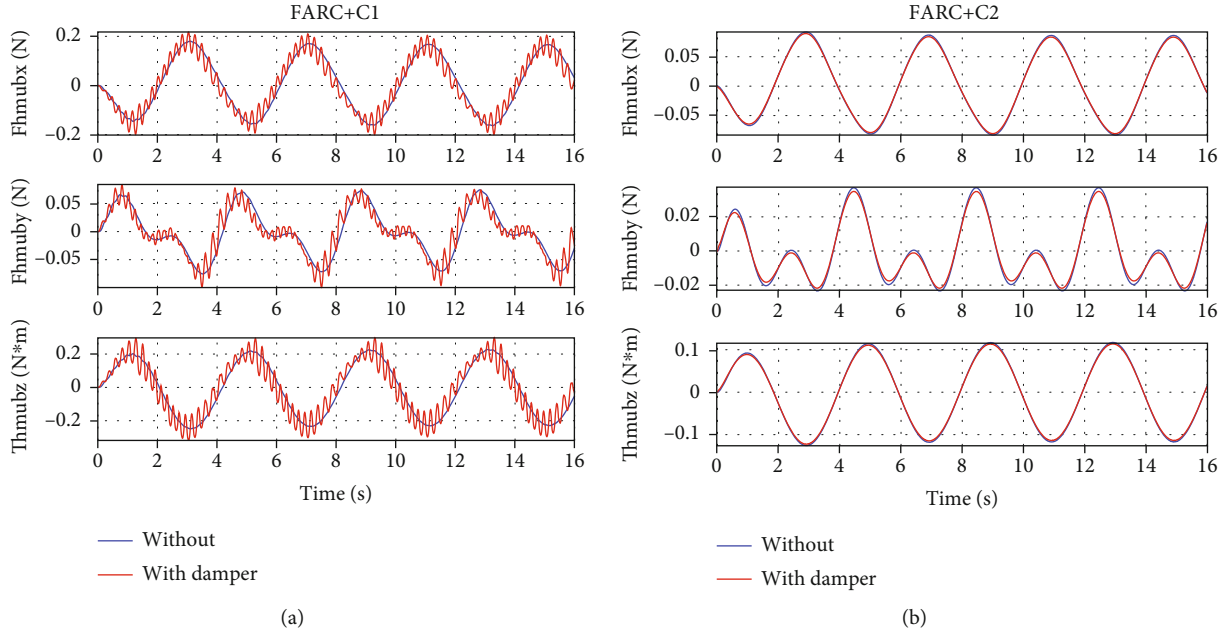 FARC+C1
Fhmubx (N)
0.2
0
−0.2
0 2 4 6 8 10 12 14 16
Fhmuby (N)
0.05
0
−0.05
0 2 4 6 8 10 12 14 16
Thmubz (N*m)
0.2
0
−0.2
0 2 4 6 8 10 12 14 16
Time (s)
Without
With damper
(a)
FARC+C2
Fhmubx (N)
0.05
0
−0.05
0 2 4 6 8 10 12 14 16
Fhmuby (N)
0.02
0
−0.02
0 2 4 6 8 10 12 14 16
Thmubz (N*m)
0.1
0
−0.1
0 2 4 6 8 10 12 14 16
Time (s)
Without
With damper
(b)